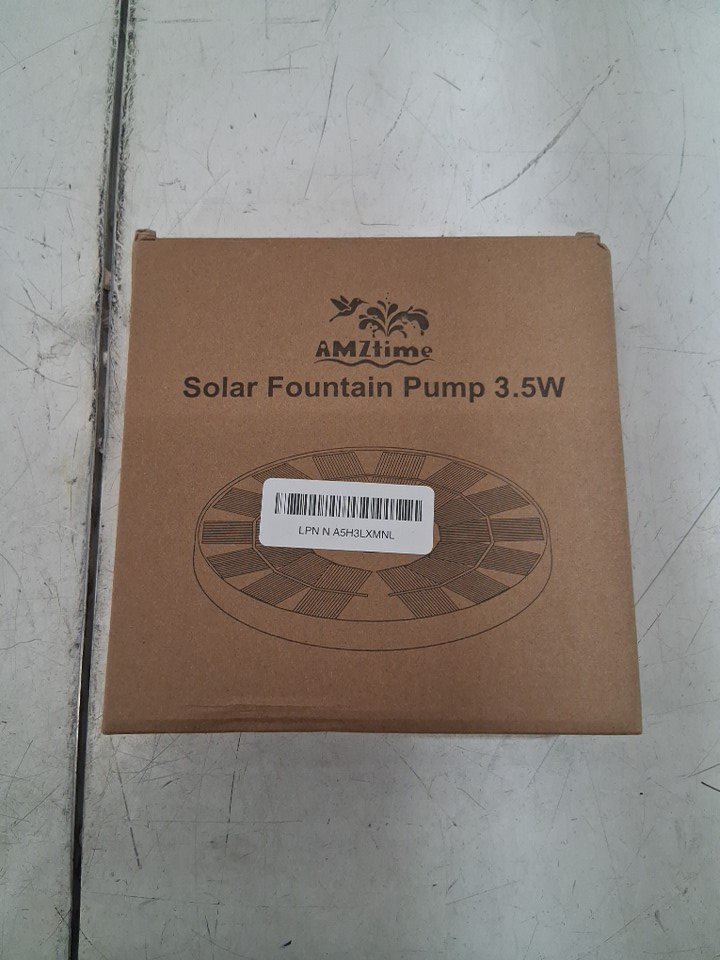 AMZtime
Solar Fountain Pump 3.5W
LPN N A5H3LXMNL